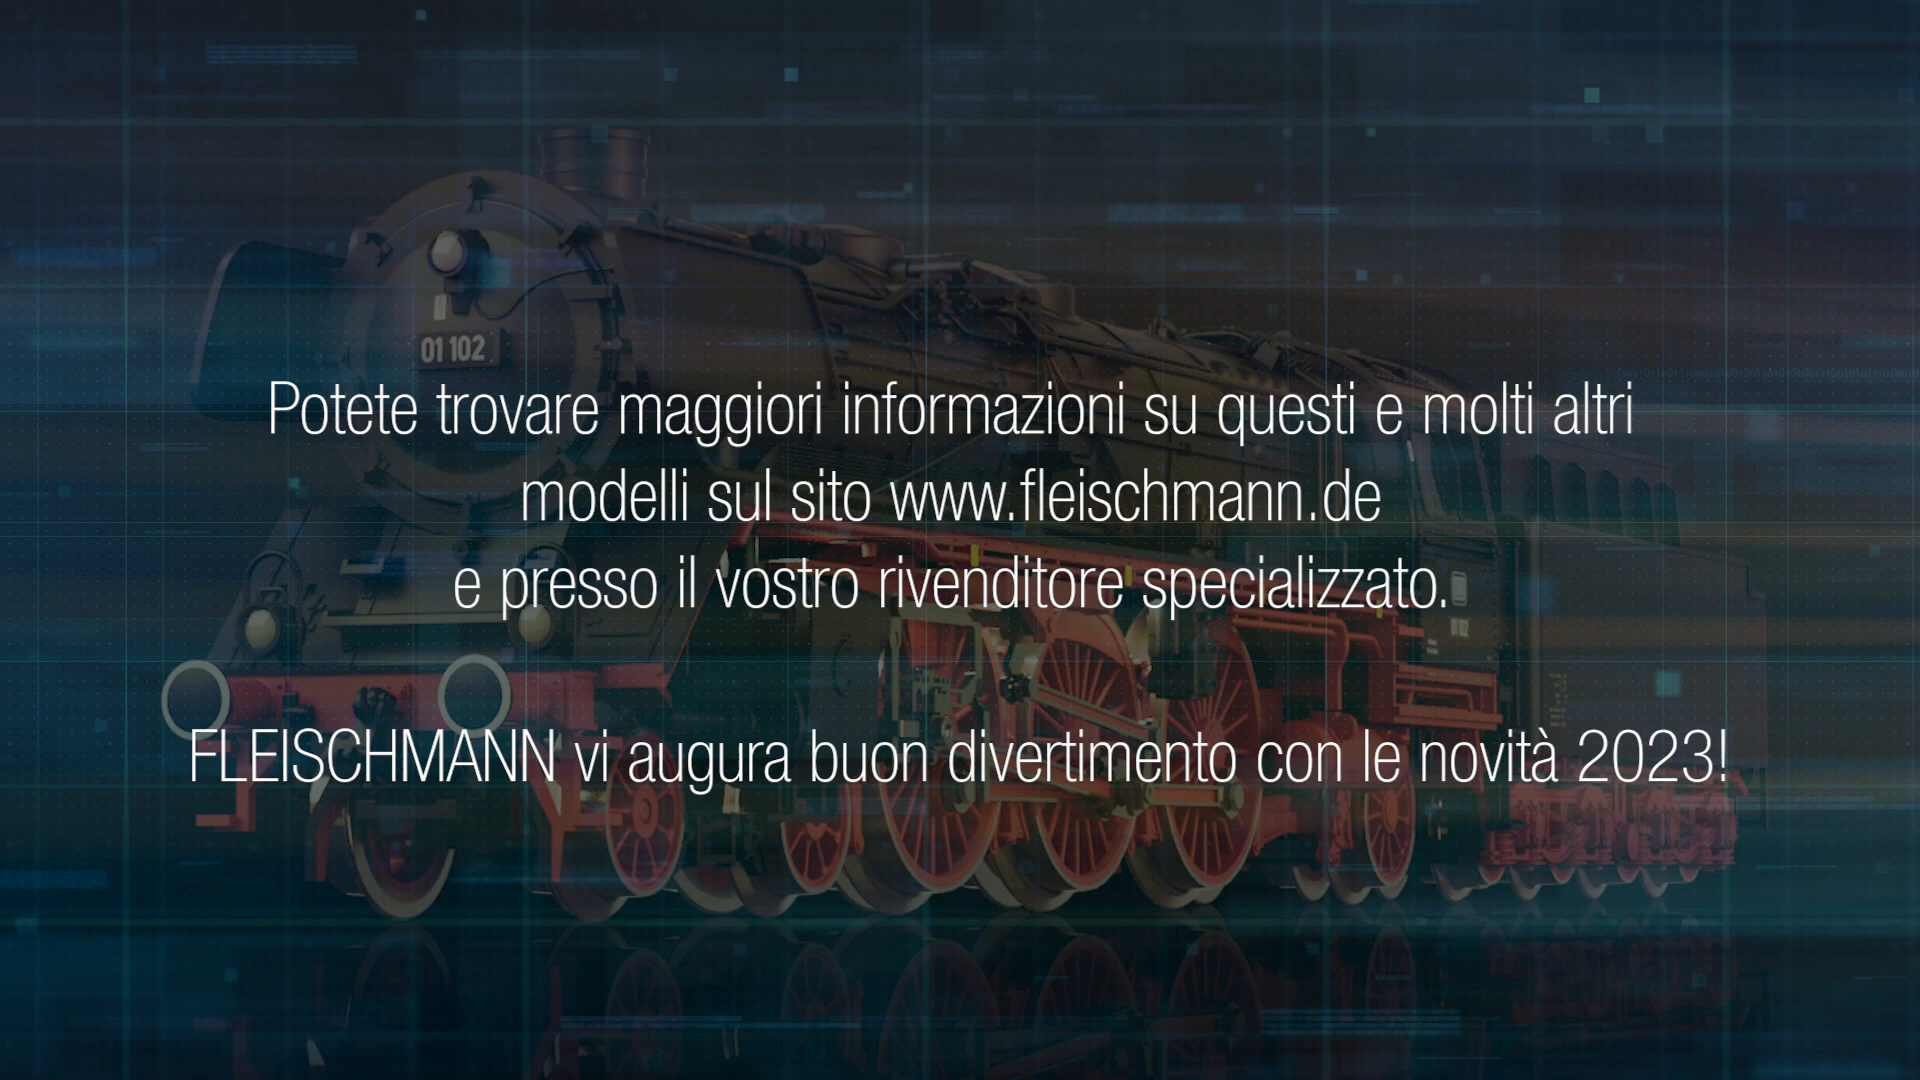 01 102
Potete trovare maggiori informazioni su questi e molti altri
modelli sul sito www.fleischmann.de
e presso il vostro rivenditore specializzato.
FLEISCHMANN vi augura buon divertimento con le novità 2023!